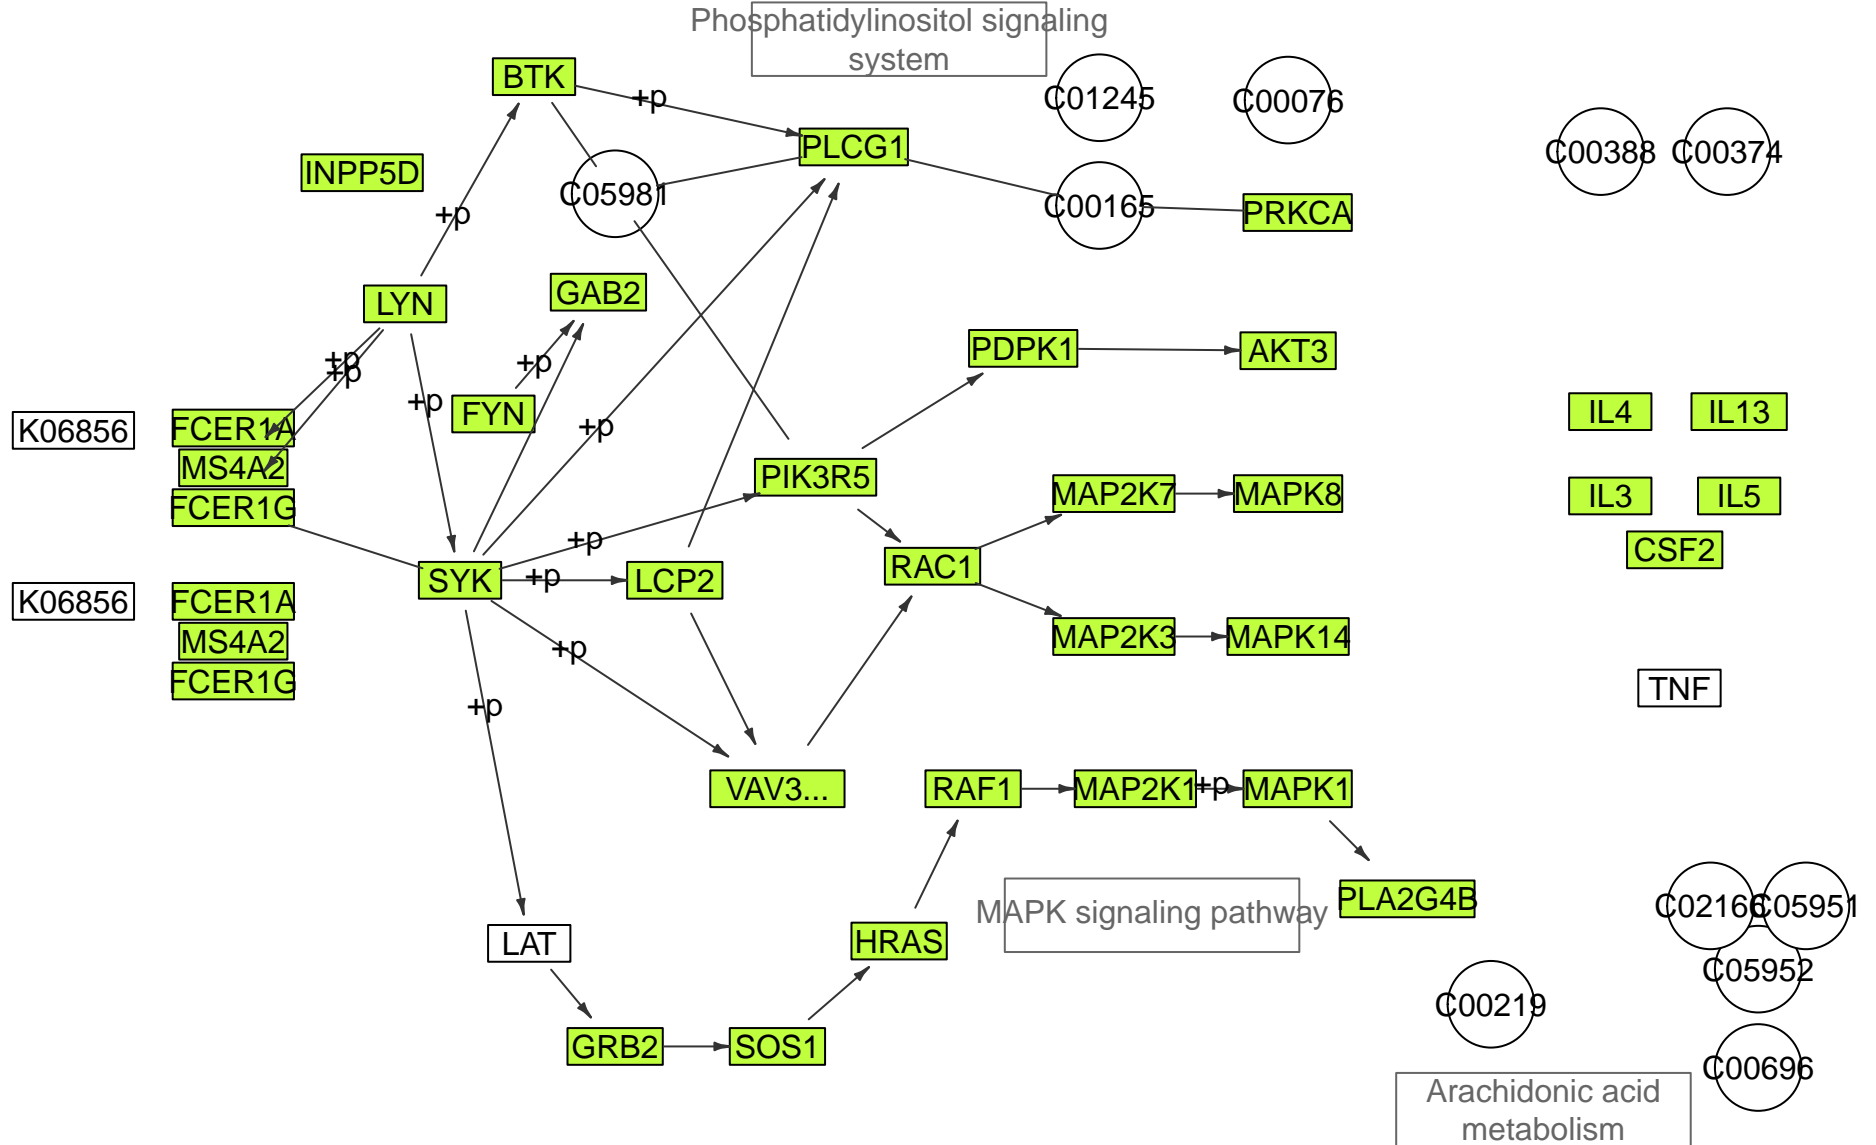 Phosphatidylinositol signaling
system
BTK
+p
C01245
C00076
PLCG1
C00388
C00374
INPP5D
C05981
+p
C00165
PRKCA
LYN
GAB2
+p
+p
+p
PDPK1
AKT3
+p
FYN
+p
K06856
FCER1A
MS4A2
FCER1G
IL4
IL13
PIK3R5
MAP2K7
MAPK8
IL3
IL5
+p
CSF2
SYK
+p
LCP2
RAC1
K06856
FCER1A
MS4A2
FCER1G
+p
MAP2K3
MAPK14
+p
TNF
VAV3...
RAF1
MAP2K1
+p
MAPK1
LAT
HRAS
MAPK signaling pathway
PLA2G4B
C02166
C05951
C05952
C00219
GRB2
SOS1
C00696
Arachidonic acid
metabolism